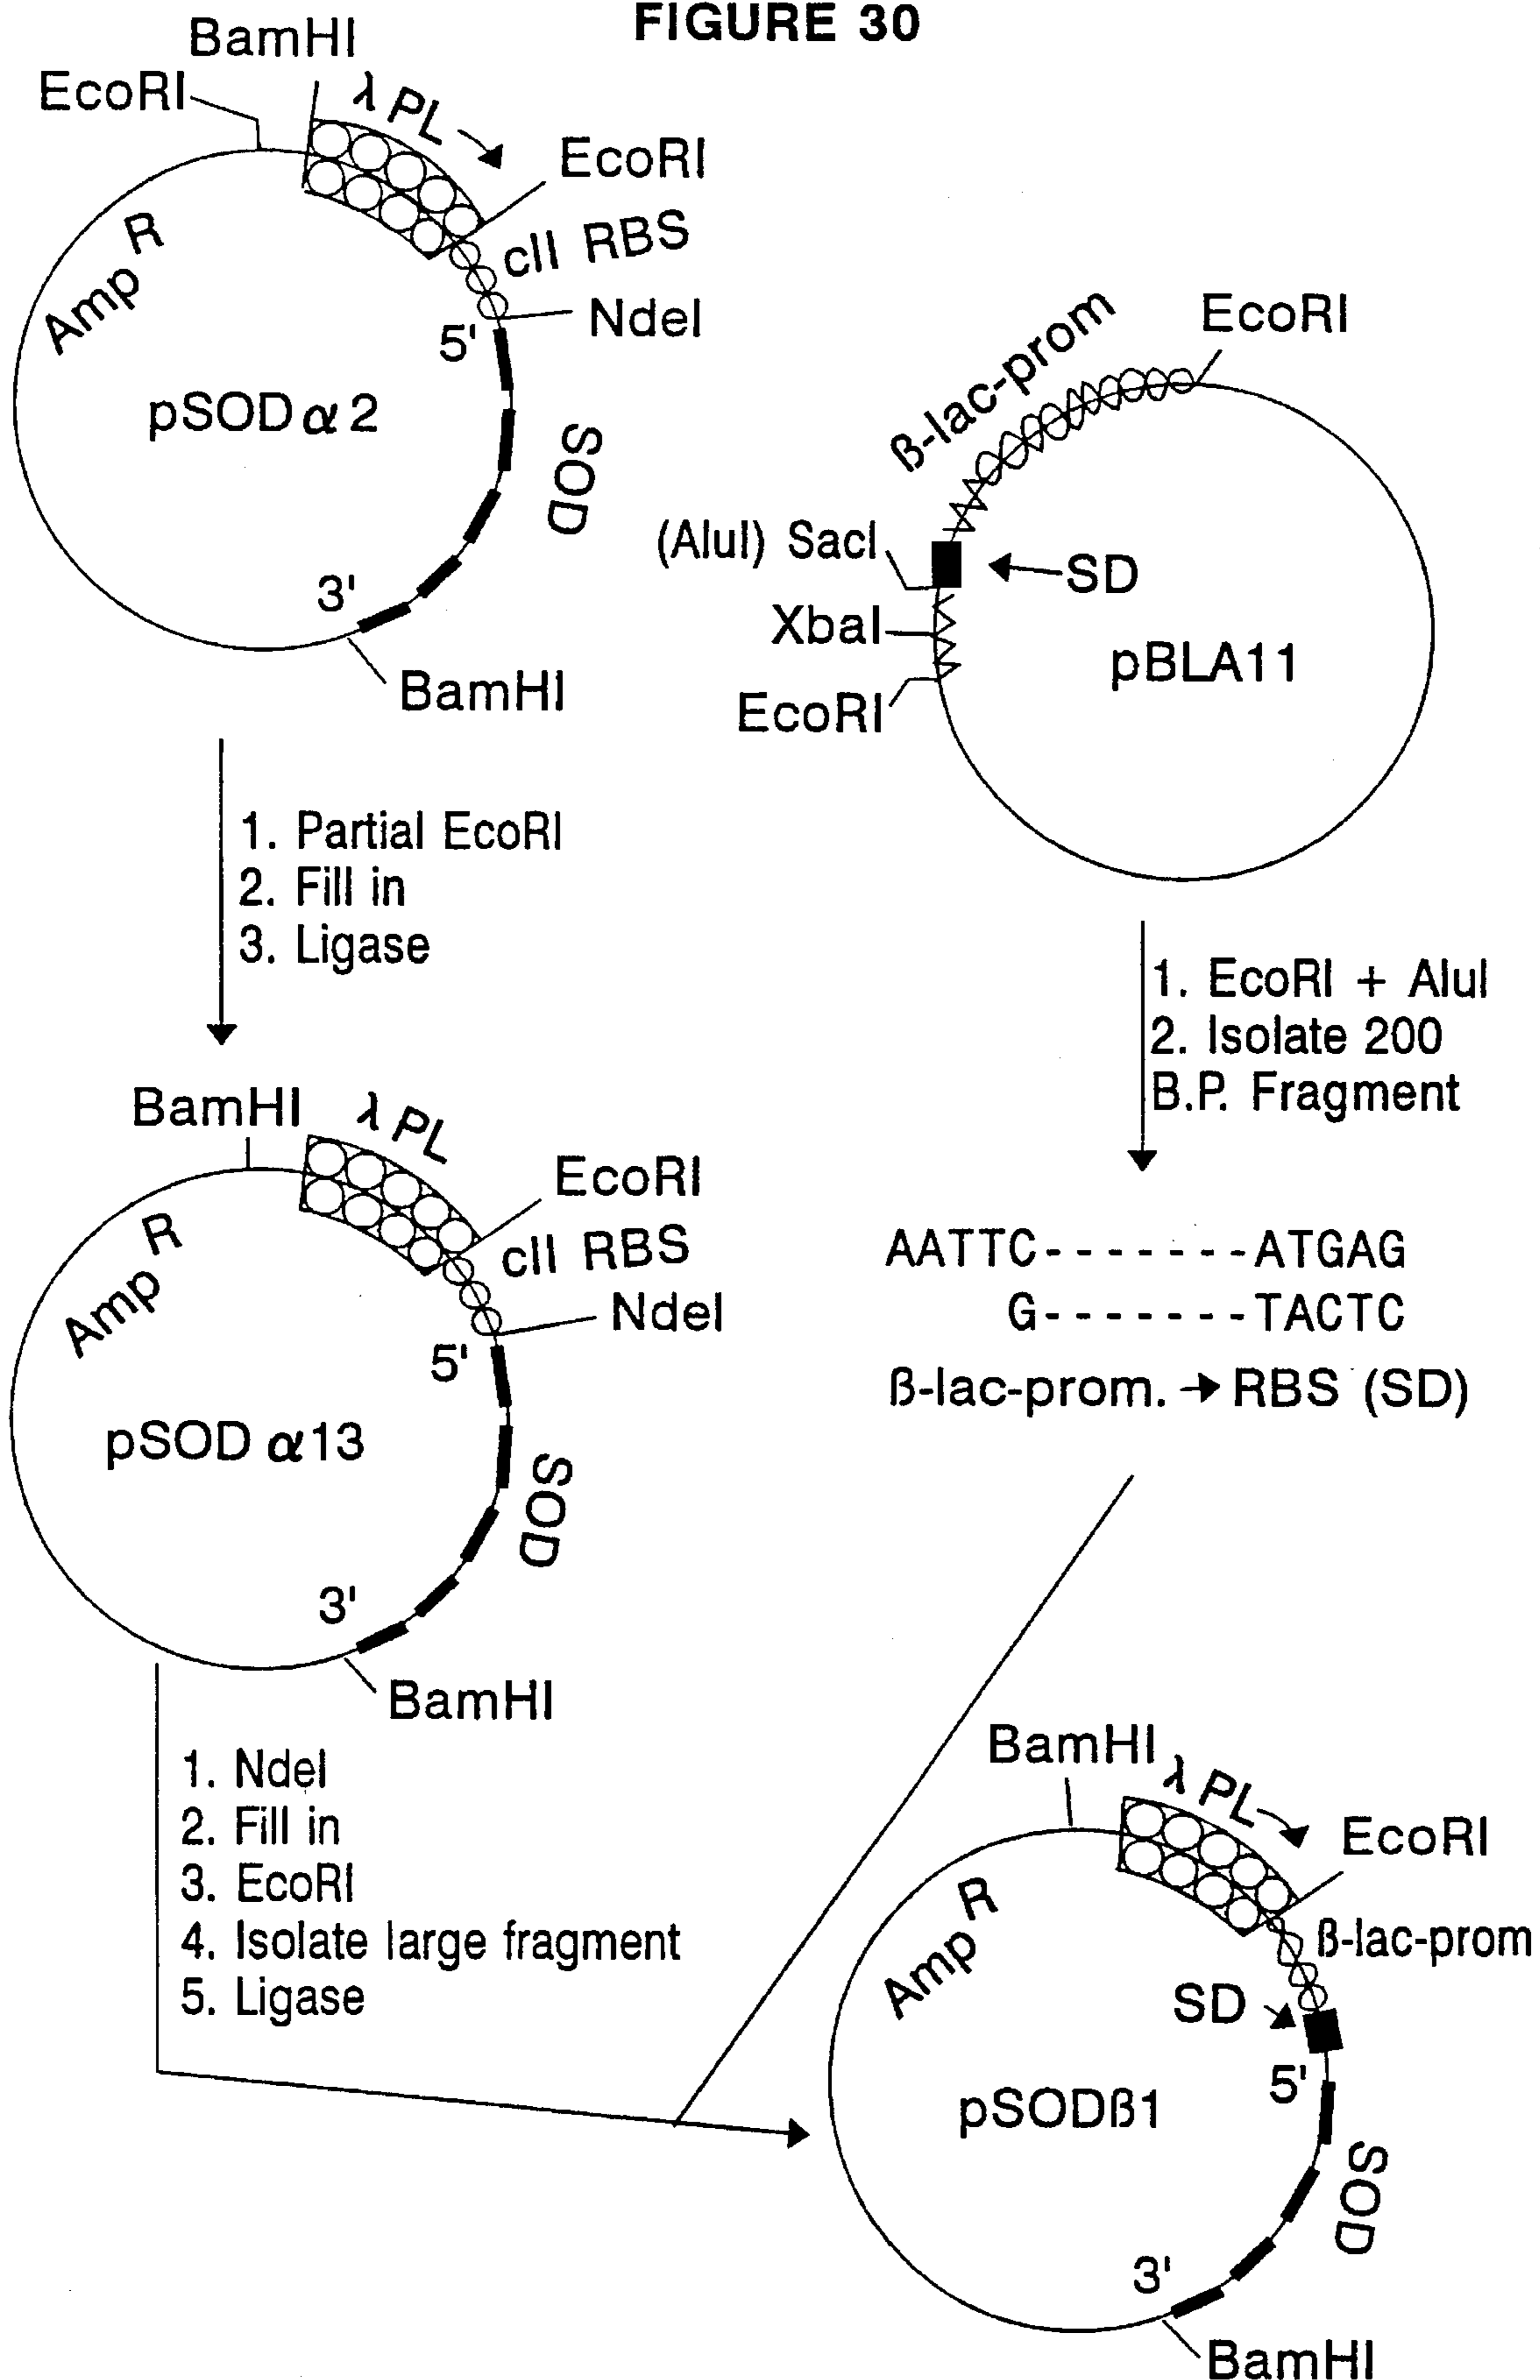 FIGURE 30
BamHI
EcoRI
λ PL
EcoRI
cII RBS
NdeI
5'
Amp R
pSOD α 2
SOD
3'
BamHI
EcoRI
ß-lac-prom
(AluI) SacI
SD
XbaI
EcoRI
pBLA11
1. Partial EcoRI
2. Fill in
3. Ligase
1. EcoRI + AluI
2. Isolate 200
B.P. Fragment
BamHI
λ PL
EcoRI
cII RBS
NdeI
5'
Amp R
pSOD α13
SOD
3'
BamHI
AATTC-------ATGAG
G-------TACTC
ß-lac-prom. → RBS (SD)
1. NdeI
2. Fill in
3. EcoRI
4. Isolate large fragment
5. Ligase
BamHI
λ PL
EcoRI
ß-lac-prom
Amp R
SD
5'
pSODß1
SOD
3'
BamHI